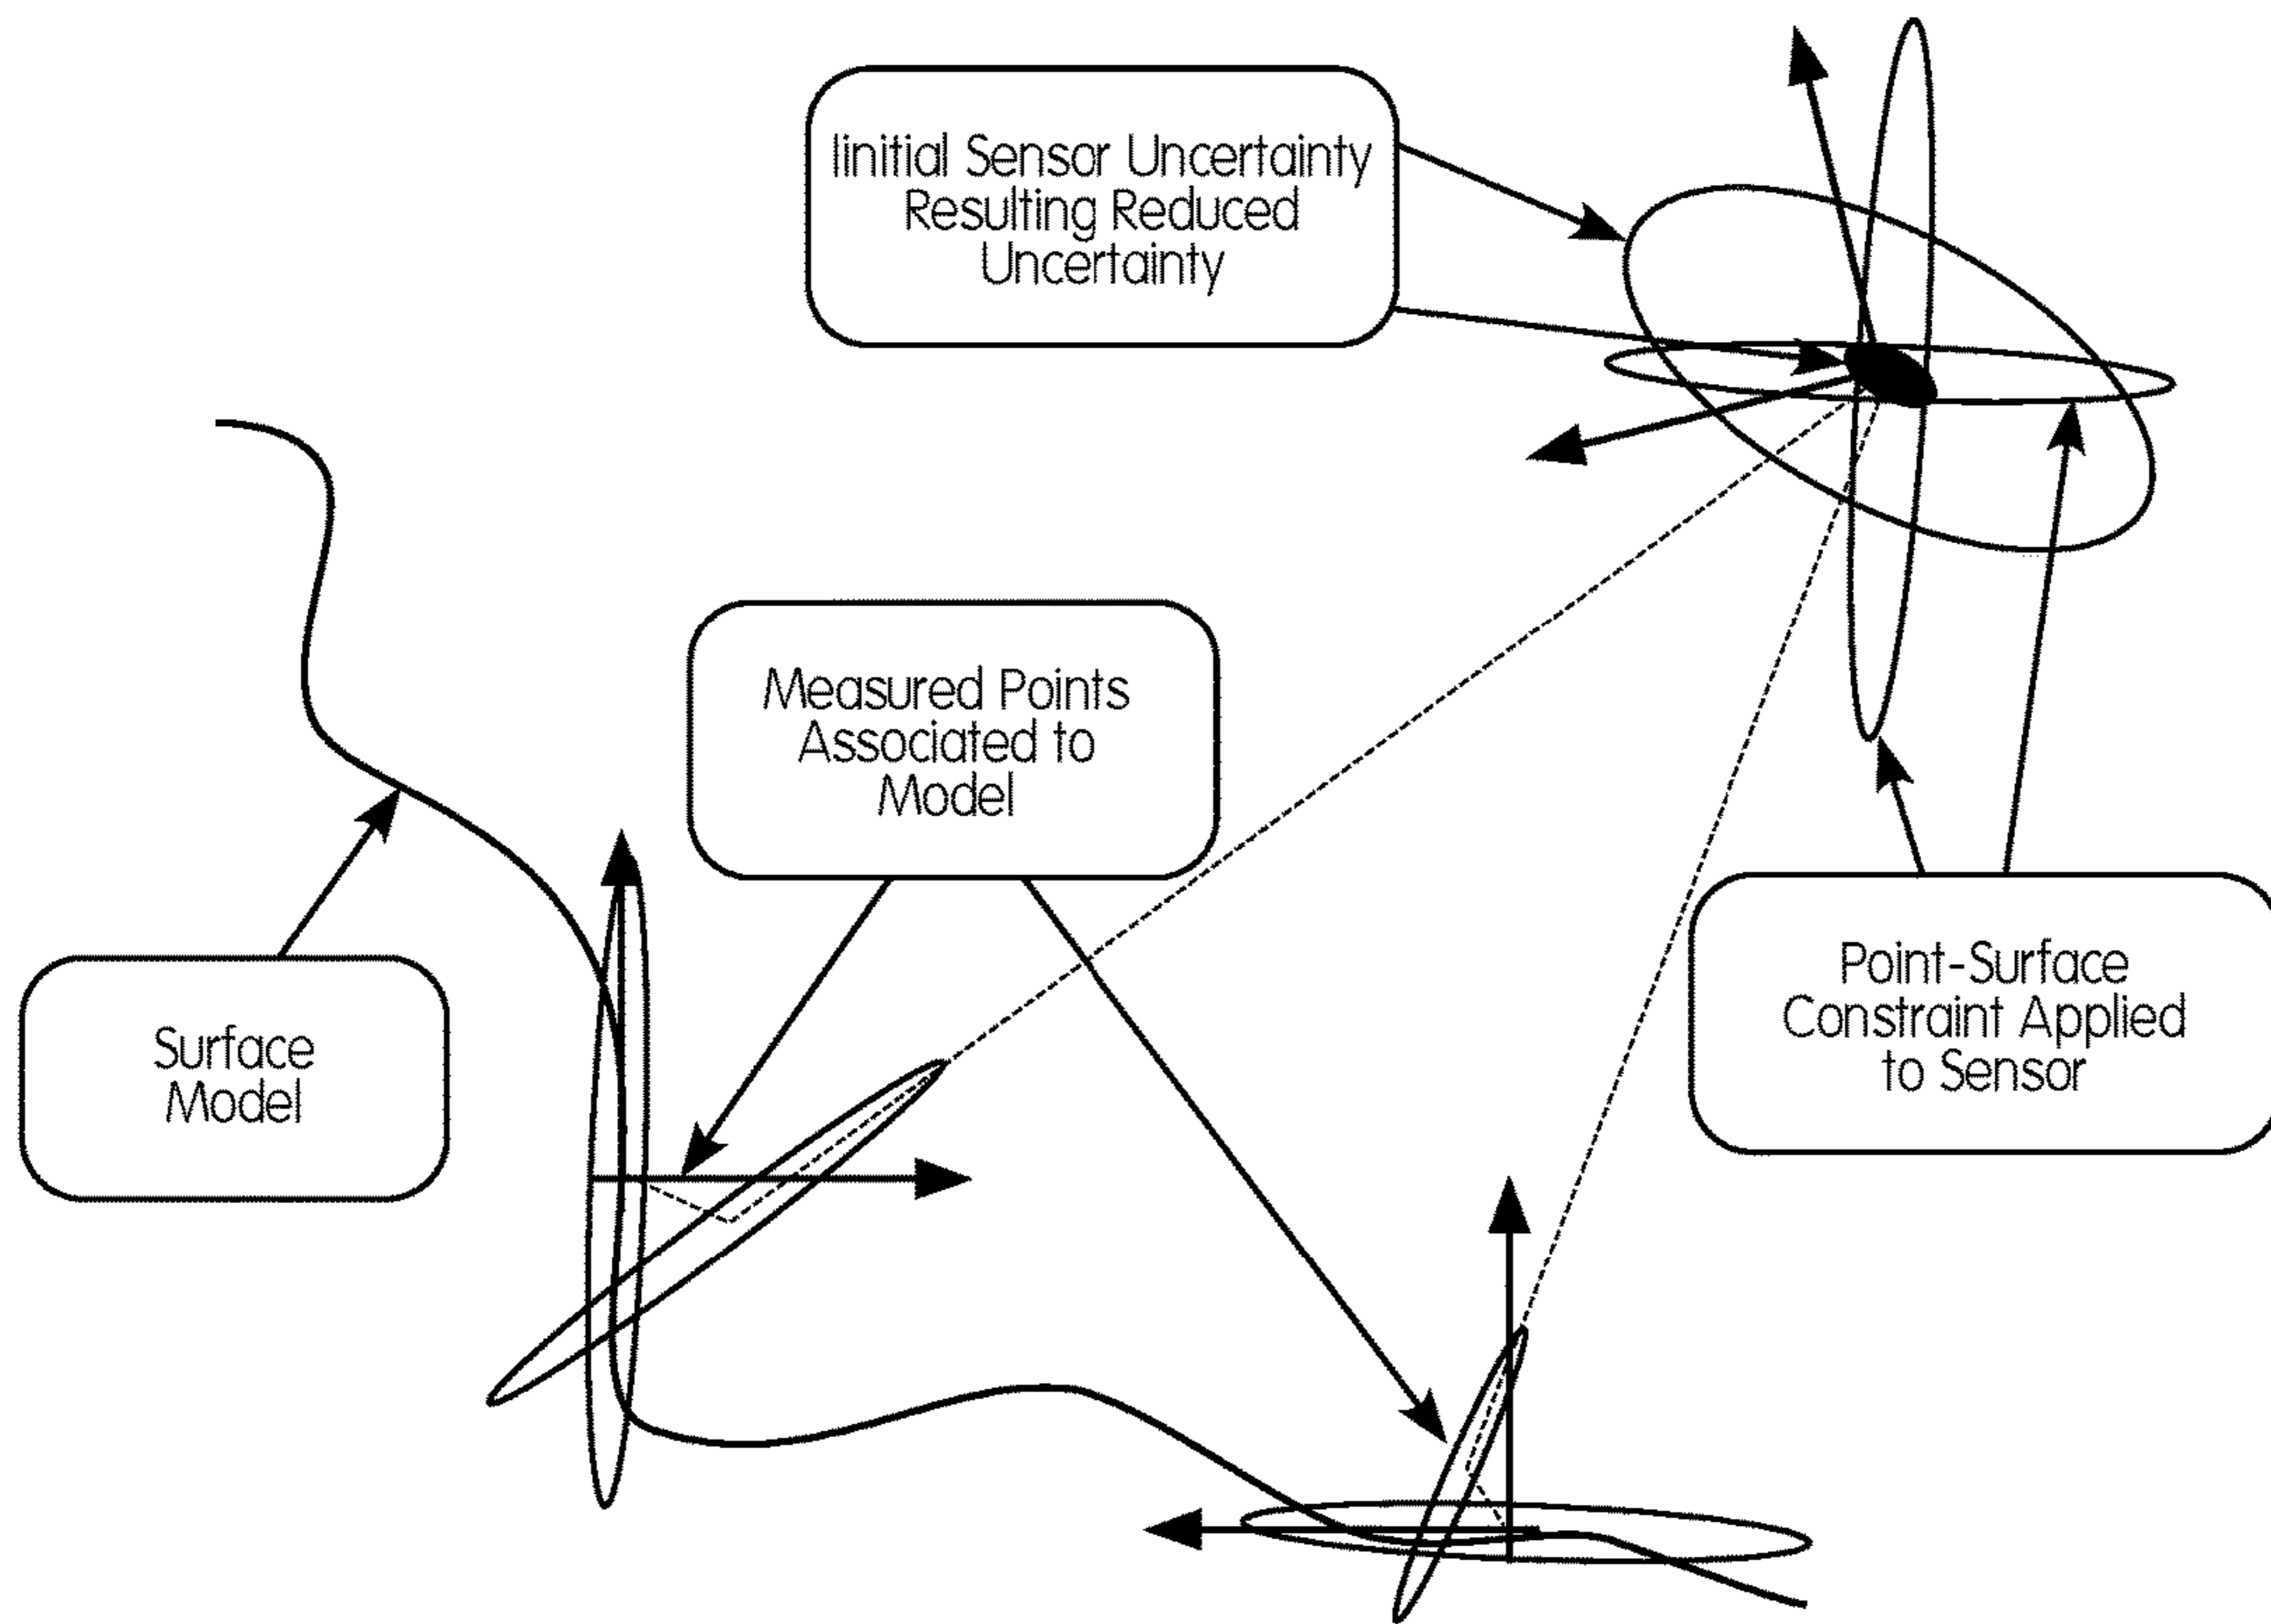 Iinitial Sensor Uncertainty
Resulting Reduced
Uncertainty
Measured Points
Associated to
Model
Surface
Model
Point-Surface
Constraint Applied
to Sensor